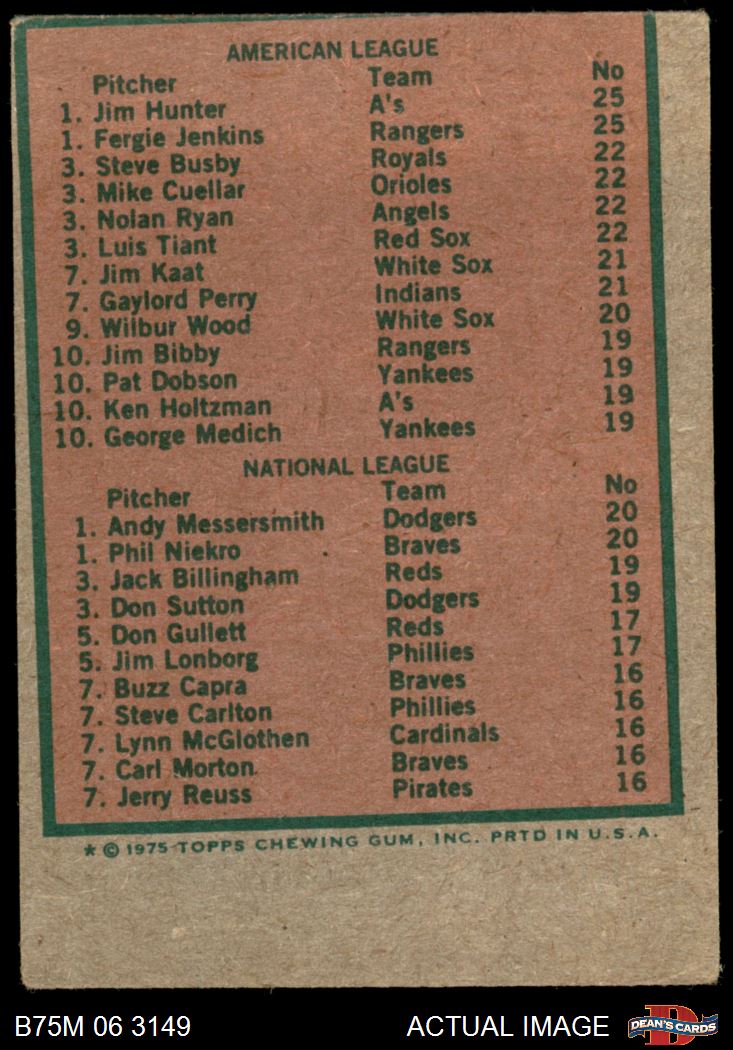 AMERICAN LEAGUE
Pitcher Team No
1. Jim Hunter A's 25
1. Fergie Jenkins Rangers 25
3. Steve Busby Royals 22
3. Mike Cuellar Orioles 22
3. Nolan Ryan Angels 22
3. Luis Tiant Red Sox 22
7. Jim Kaat White Sox 21
7. Gaylord Perry Indians 21
9. Wilbur Wood White Sox 20
10. Jim Bibby Rangers 19
10. Pat Dobson Yankees 19
10. Ken Holtzman A's 19
10. George Medich Yankees 19
NATIONAL LEAGUE
Pitcher Team No
1. Andy Messersmith Dodgers 20
1. Phil Niekro Braves 20
3. Jack Billingham Reds 19
3. Don Sutton Dodgers 19
5. Don Gullett Reds 17
5. Jim Lonborg Phillies 17
7. Buzz Capra Braves 16
7. Steve Carlton Phillies 16
7. Lynn McGlothen Cardinals 16
7. Carl Morton Braves 16
7. Jerry Reuss Pirates 16
* © 1975 TOPPS CHEWING GUM, INC. PRTD IN U.S.A.
B75M 06 3149 ACTUAL IMAGE D DEAN'S CARDS